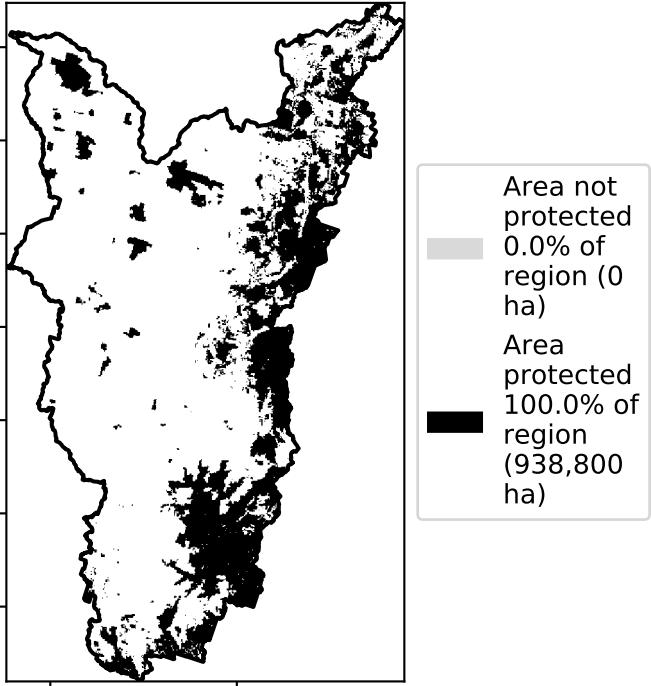 Area not
protected
0.0% of
region (0
ha)
Area
protected
100.0% of
region
(938,800
ha)